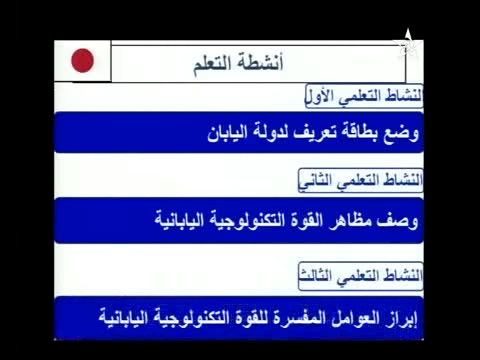 أنشطة التعلم
النشاط التعلمي الأول
وضع بطاقة تعريف لدولة اليابان
النشاط التعلمي الثاني
وصف مظاهر القوة التكنولوجية اليابانية
النشاط التعلمي الثالث
إبراز العوامل المفسرة للقوة التكنولوجية اليابانية